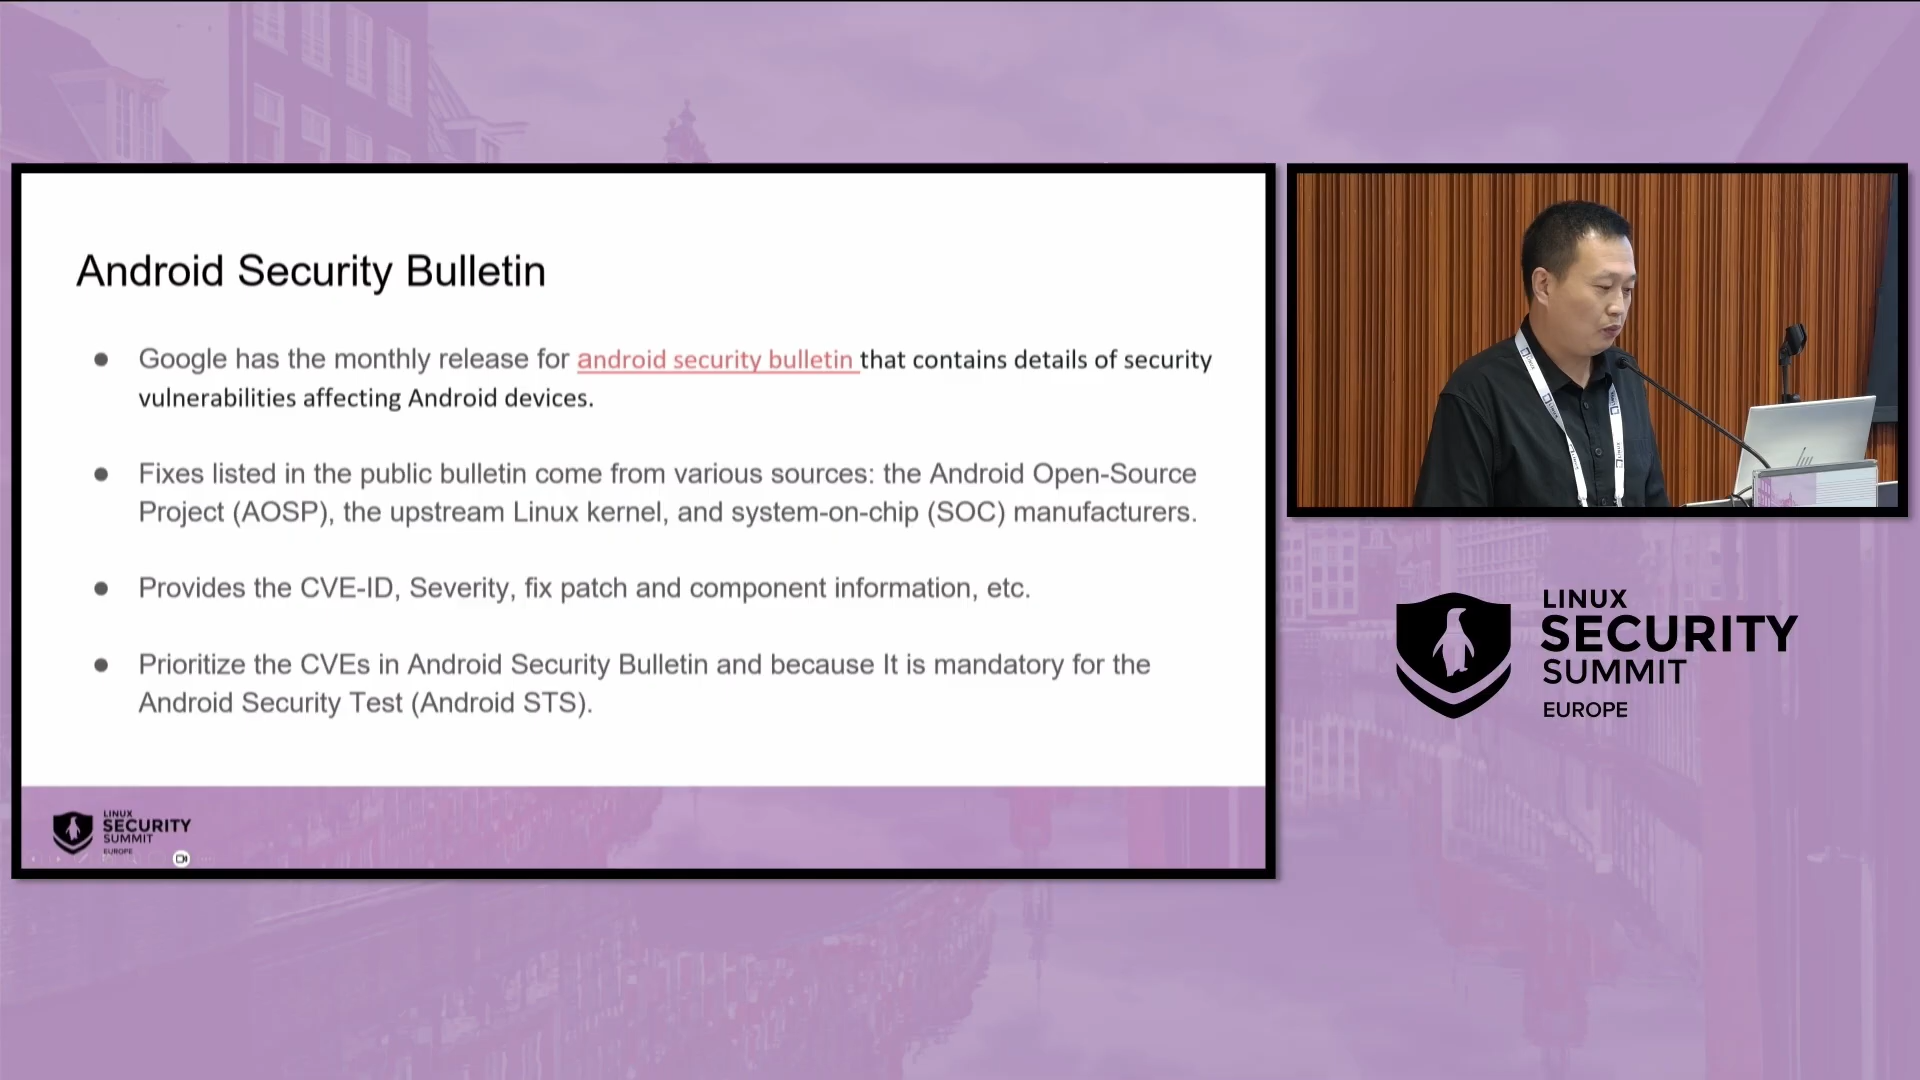 Android Security Bulletin
● Google has the monthly release for android security bulletin that contains details of security
vulnerabilities affecting Android devices.
● Fixes listed in the public bulletin come from various sources: the Android Open-Source
Project (AOSP), the upstream Linux kernel, and system-on-chip (SOC) manufacturers.
● Provides the CVE-ID, Severity, fix patch and component information, etc.
● Prioritize the CVEs in Android Security Bulletin and because It is mandatory for the
Android Security Test (Android STS).
LINUX
SECURITY
SUMMIT
EUROPE
LINUX
SECURITY
SUMMIT
EUROPE